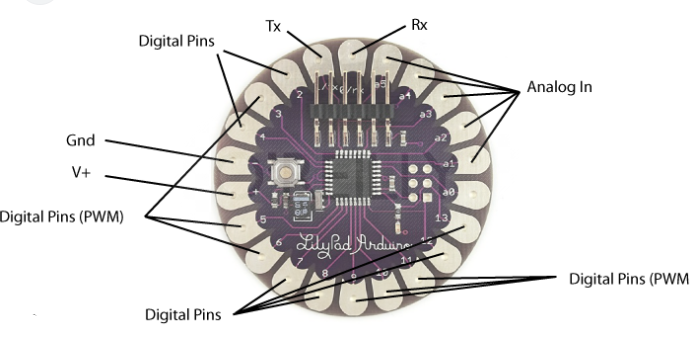 Tx
Rx
Digital Pins
Analog In
Gnd
V+
Digital Pins (PWM)
Digital Pins
Digital Pins (PWM
2
3
4
-
+
5
6
7
8
9
10
11
12
13
a0
a1
a2
a3
a4
a5
LilyPad Arduino